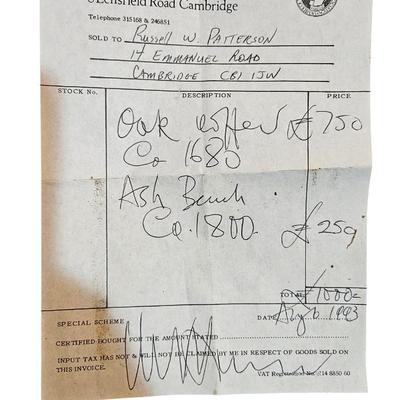 Lensfield Road Cambridge
Telephone 315168 & 246851
SOLD TO Russell W. Patterson
17 Emmanuel Road
Cambridge CB1 1JW
STOCK No. DESCRIPTION PRICE
Oak coffer £750
Ca 1680
Ash Bench
Ca. 1800. £250
TOTAL £1000-
DATE Aug 6 1993
SPECIAL SCHEME
CERTIFIED BOUGHT FOR THE AMOUNT STATED
INPUT TAX HAS NOT & WILL NOT BE CLAIMED BY ME IN RESPECT OF GOODS SOLD ON
THIS INVOICE.
VAT Registration No. 214 8850 60